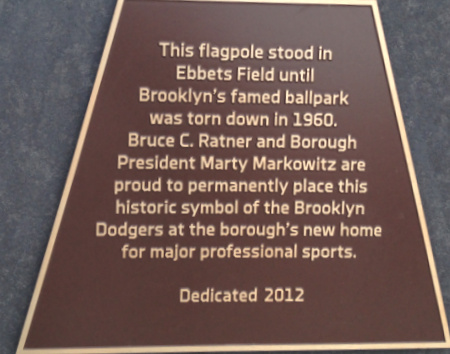 This flagpole stood in
Ebbets Field until
Brooklyn's famed ballpark
was torn down in 1960.
Bruce C. Ratner and Borough
President Marty Markowitz are
proud to permanently place this
historic symbol of the Brooklyn
Dodgers at the borough's new home
for major professional sports.
Dedicated 2012